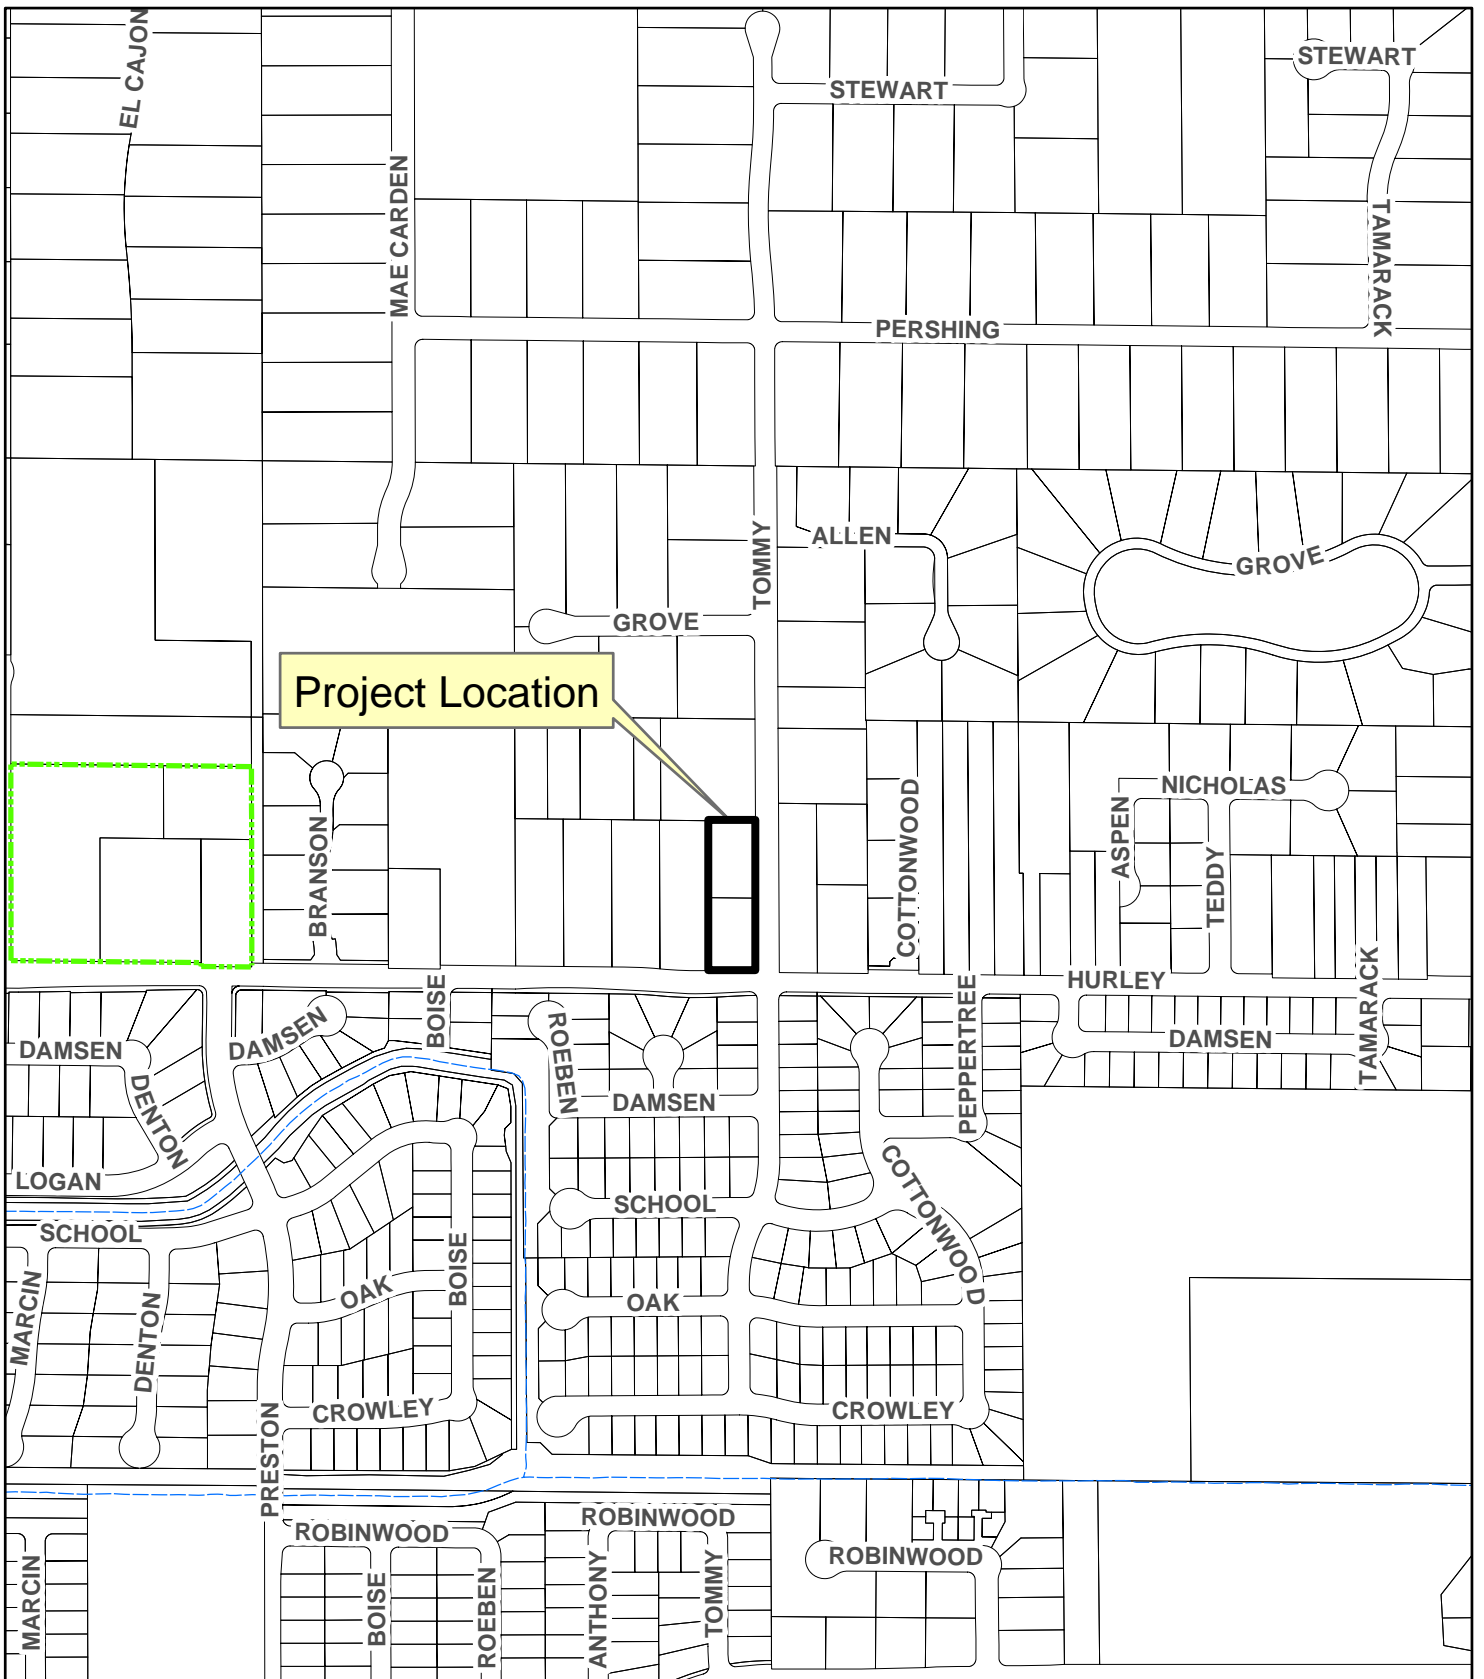 EL CAJON
STEWART
STEWART
MAE CARDEN
TAMARACK
PERSHING
TOMMY
ALLEN
GROVE
GROVE
Project Location
BRANSON
COTTONWOOD
NICHOLAS
ASPEN
TEDDY
HURLEY
BOISE
PEPPERTREE
TAMARACK
DAMSEN
DAMSEN
ROEBEN
DAMSEN
DAMSEN
DENTON
LOGAN
COTTONWOOD
SCHOOL
SCHOOL
BOISE
MARCIN
DENTON
OAK
OAK
CROWLEY
CROWLEY
PRESTON
ROBINWOOD
ROBINWOOD
ROBINWOOD
MARCIN
BOISE
ROEBEN
ANTHONY
TOMMY